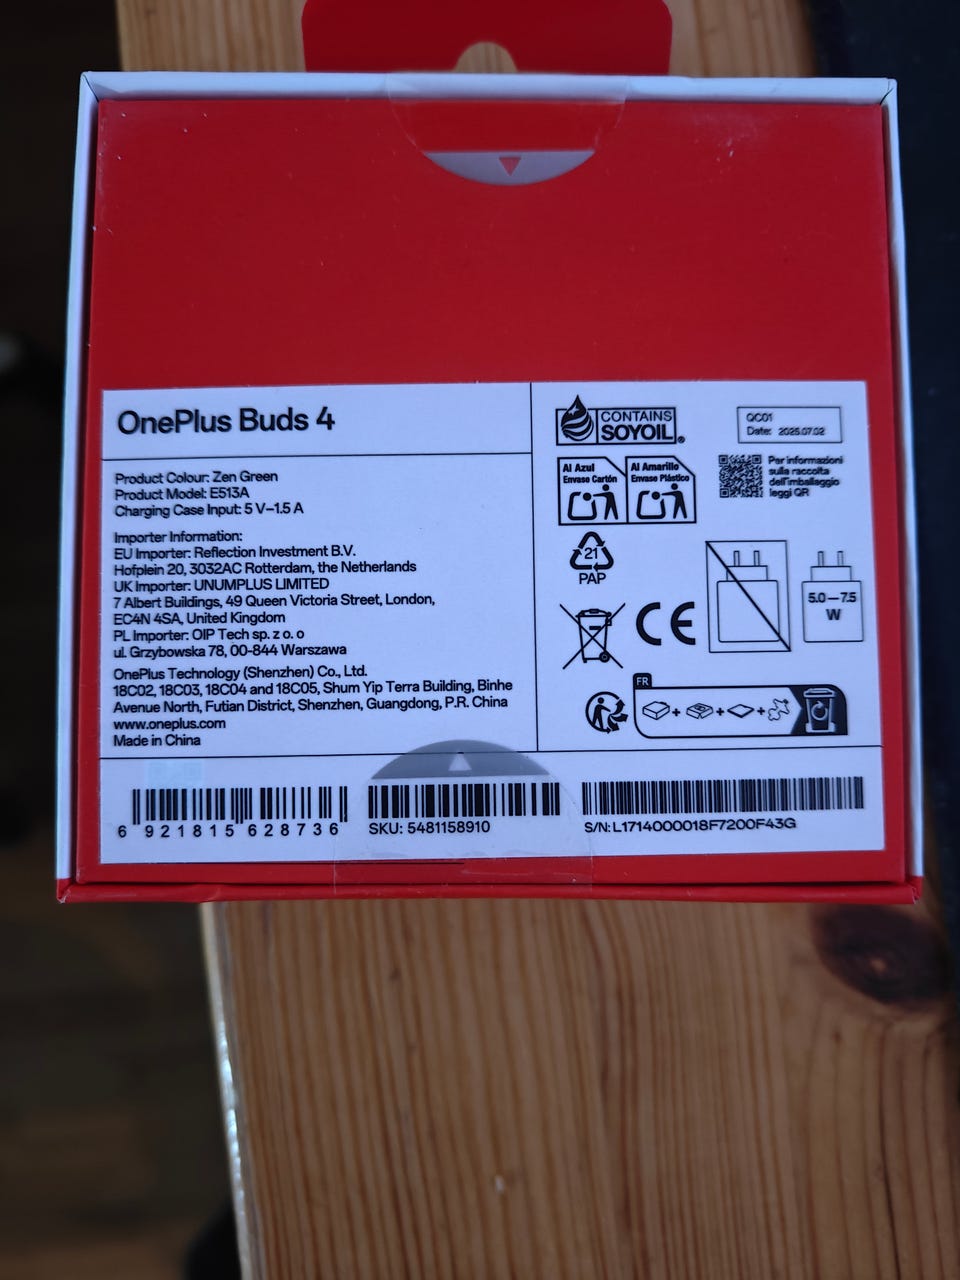 OnePlus Buds 4
Product Colour: Zen Green
Product Model: E513A
Charging Case Input: 5 V–1.5 A
Importer Information:
EU Importer: Reflection Investment B.V.
Hofplein 20, 3032AC Rotterdam, the Netherlands
UK Importer: UNUMPLUS LIMITED
7 Albert Buildings, 49 Queen Victoria Street, London,
EC4N 4SA, United Kingdom
PL Importer: OIP Tech sp. z o. o
ul. Grzybowska 78, 00-844 Warszawa
OnePlus Technology (Shenzhen) Co., Ltd.
18C02, 18C03, 18C04 and 18C05, Shum Yip Terra Building, Binhe
Avenue North, Futian District, Shenzhen, Guangdong, P.R. China
www.oneplus.com
Made in China
CONTAINS
SOYOIL®
QC01
Date: 2025.07.02
Al Azul
Envase Cartón
Al Amarillo
Envase Plástico
Per informazioni
sulla raccolta
dell'imballaggio
leggi QR
21
PAP
CE
5.0—7.5
W
FR
6 921815 628736
SKU: 5481158910
S/N: L1714000018F7200F43G